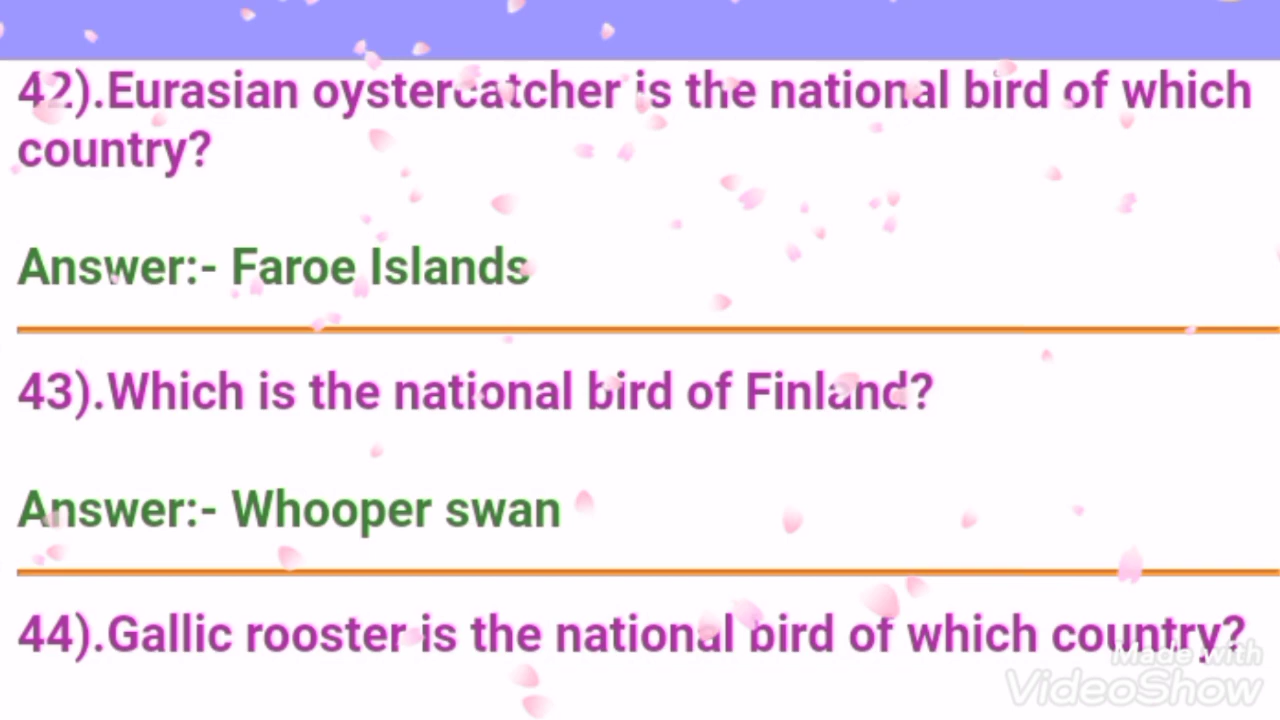 42).Eurasian oystercatcher is the national bird of which
country?
Answer:- Faroe Islands
43).Which is the national bird of Finland?
Answer:- Whooper swan
44).Gallic rooster is the national bird of which country?
Made with
VideoShow